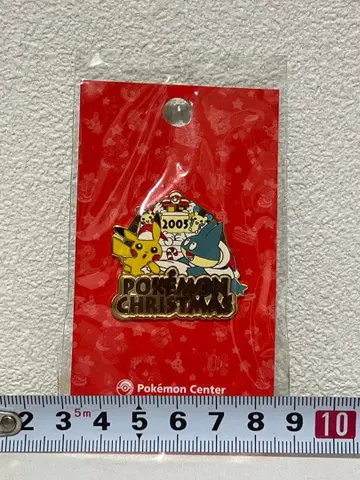 2005
POKÉMON
CHRISTMAS
Pokémon Center
2 3 5m 4 5 6 7 8 9 10